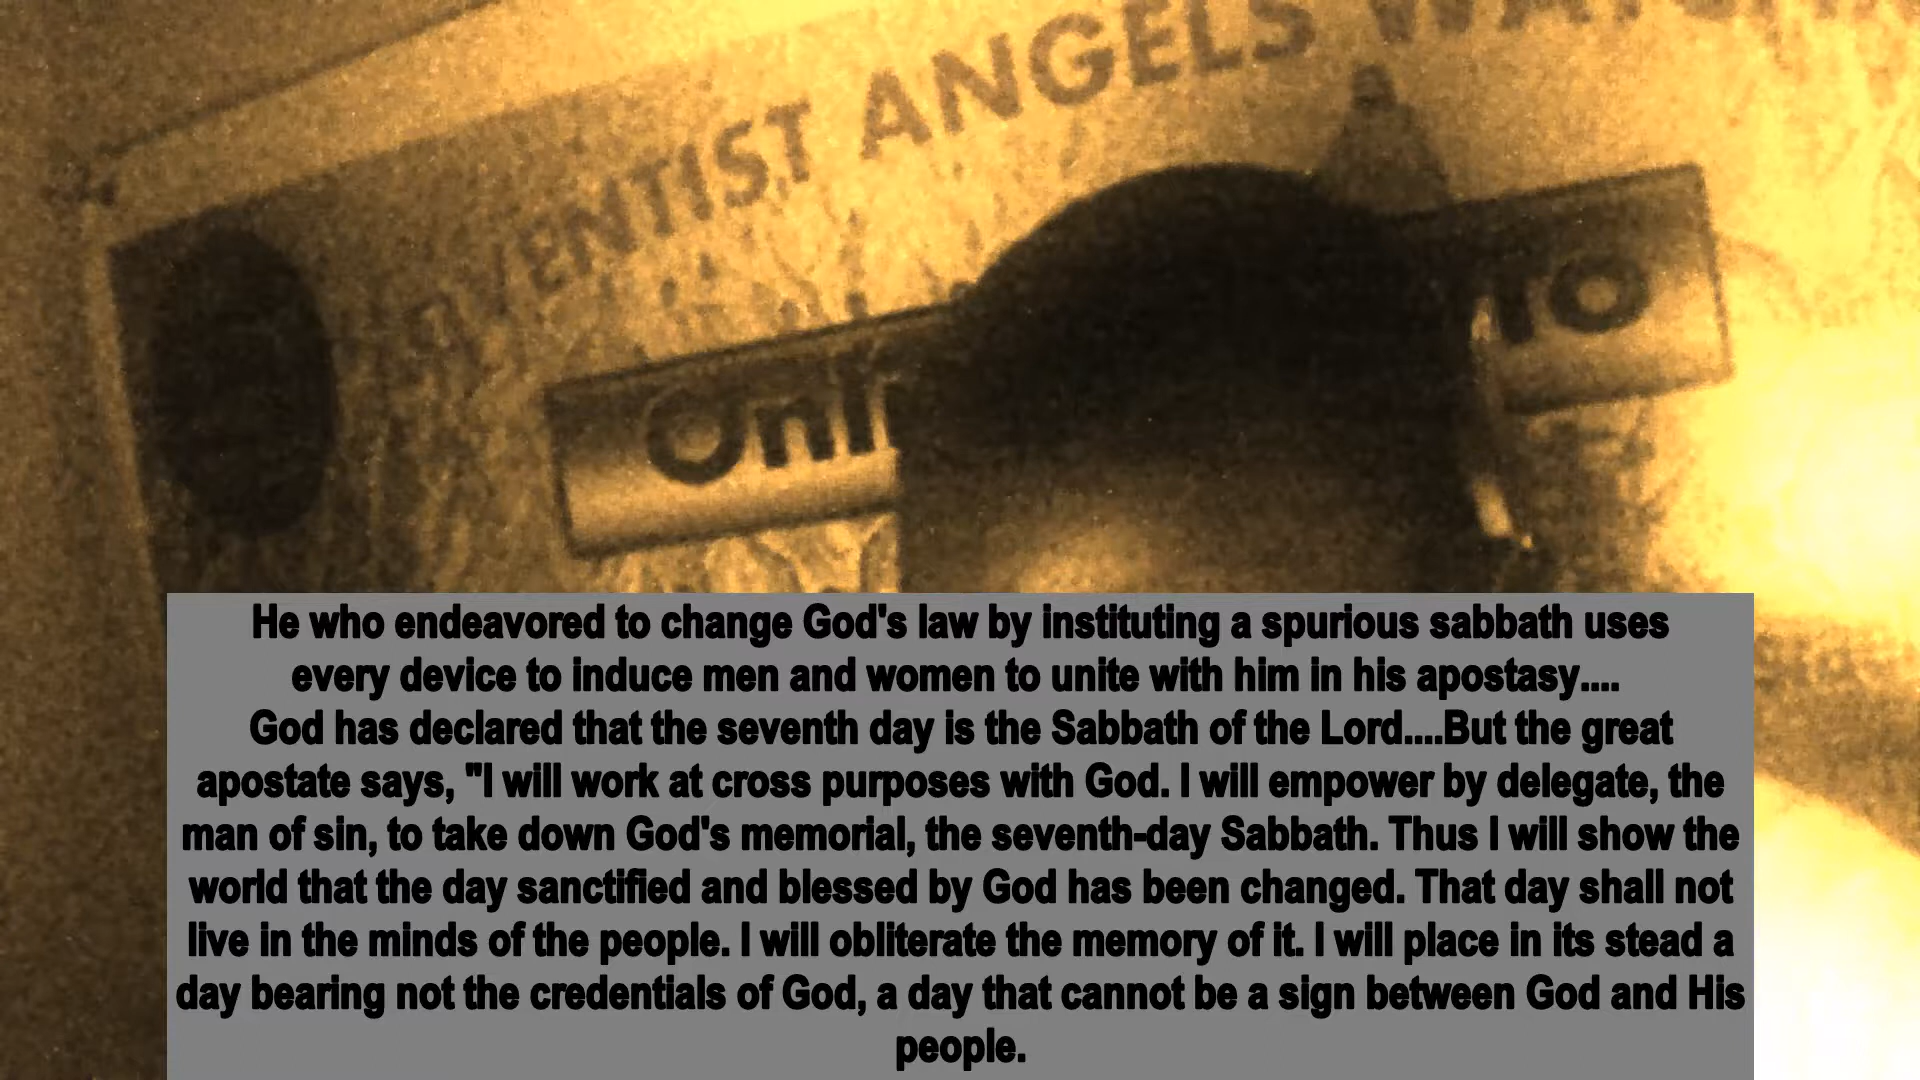 ANGELS
He who endeavored to change God's law by instituting a spurious sabbath uses
every device to induce men and women to unite with him in his apostasy....
God has declared that the seventh day is the Sabbath of the Lord....But the great
apostate says, "I will work at cross purposes with God. I will empower by delegate, the
man of sin, to take down God's memorial, the seventh-day Sabbath. Thus I will show the
world that the day sanctified and blessed by God has been changed. That day shall not
live in the minds of the people. I will obliterate the memory of it. I will place in its stead a
day bearing not the credentials of God, a day that cannot be a sign between God and His
people.